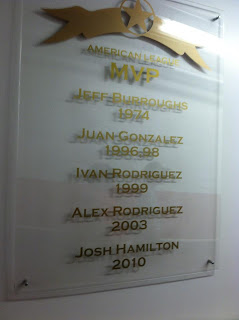 AMERICAN LEAGUE
MVP
JEFF BURROUGHS
1974
JUAN GONZALEZ
1996,98
IVAN RODRIGUEZ
1999
ALEX RODRIGUEZ
2003
JOSH HAMILTON
2010